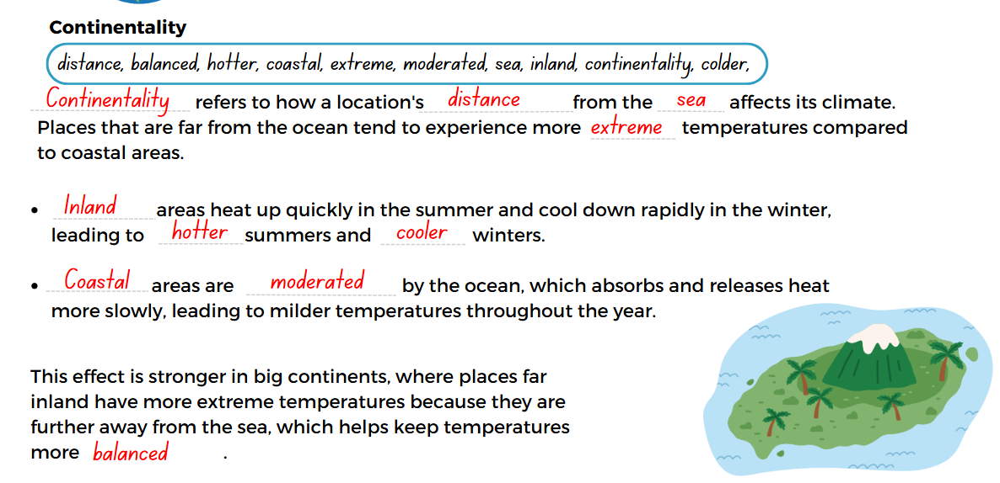 Continentality
distance, balanced, hotter, coastal, extreme, moderated, sea, inland, continentality, colder,
Continentality refers to how a location's distance from the sea affects its climate.
Places that are far from the ocean tend to experience more extreme temperatures compared
to coastal areas.
• Inland areas heat up quickly in the summer and cool down rapidly in the winter,
leading to hotter summers and cooler winters.
• Coastal areas are moderated by the ocean, which absorbs and releases heat
more slowly, leading to milder temperatures throughout the year.
This effect is stronger in big continents, where places far
inland have more extreme temperatures because they are
further away from the sea, which helps keep temperatures
more balanced .